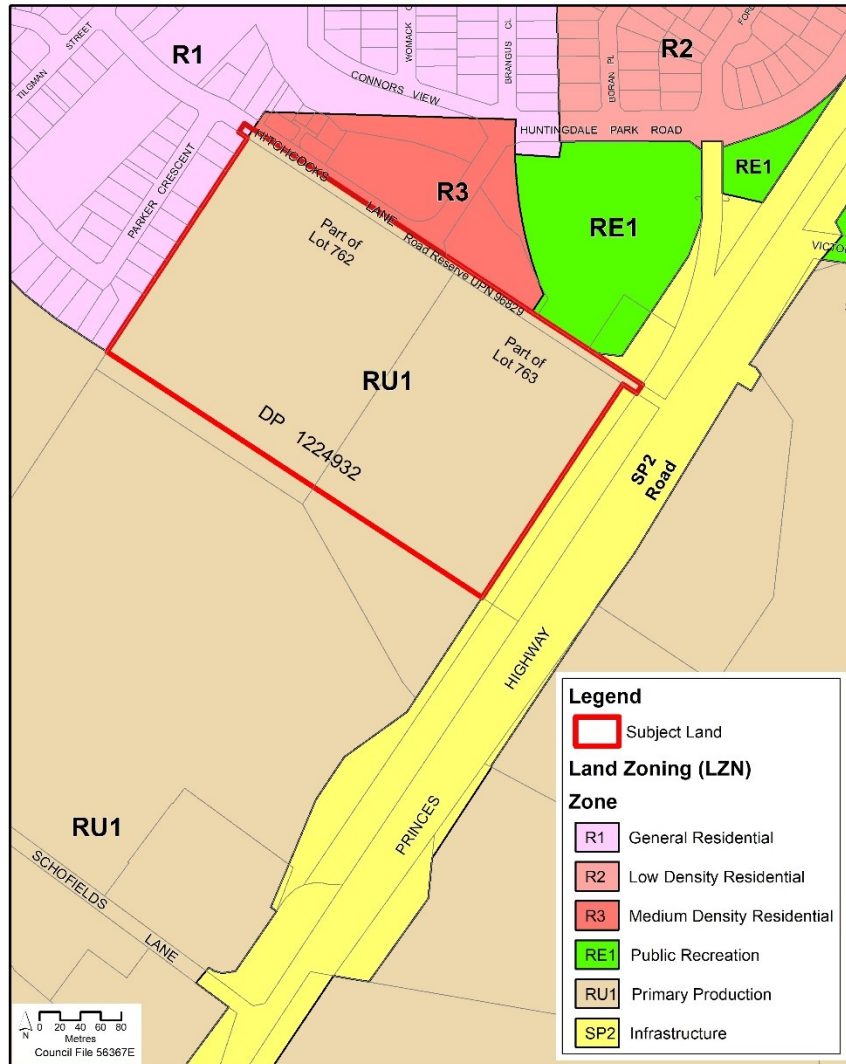 TILGMAN STREET
R1
WOMACK C
BRANGUS CL
CONNORS VIEW
R2
BORAN PL
FORD
HUNTINGDALE PARK ROAD
RE1
PARKER CRESCENT
HITCHCOCKS LANE
Road Reserve UPN 96829
R3
RE1
VICTO
Part of
Lot 762
Part of
Lot 763
RU1
DP 1224932
SP2
Road
PRINCES HIGHWAY
RU1
SCHOFIELDS LANE
Legend
Subject Land
Land Zoning (LZN)
Zone
R1 General Residential
R2 Low Density Residential
R3 Medium Density Residential
RE1 Public Recreation
RU1 Primary Production
SP2 Infrastructure
N
0 20 40 60 80
Metres
Council File 56367E